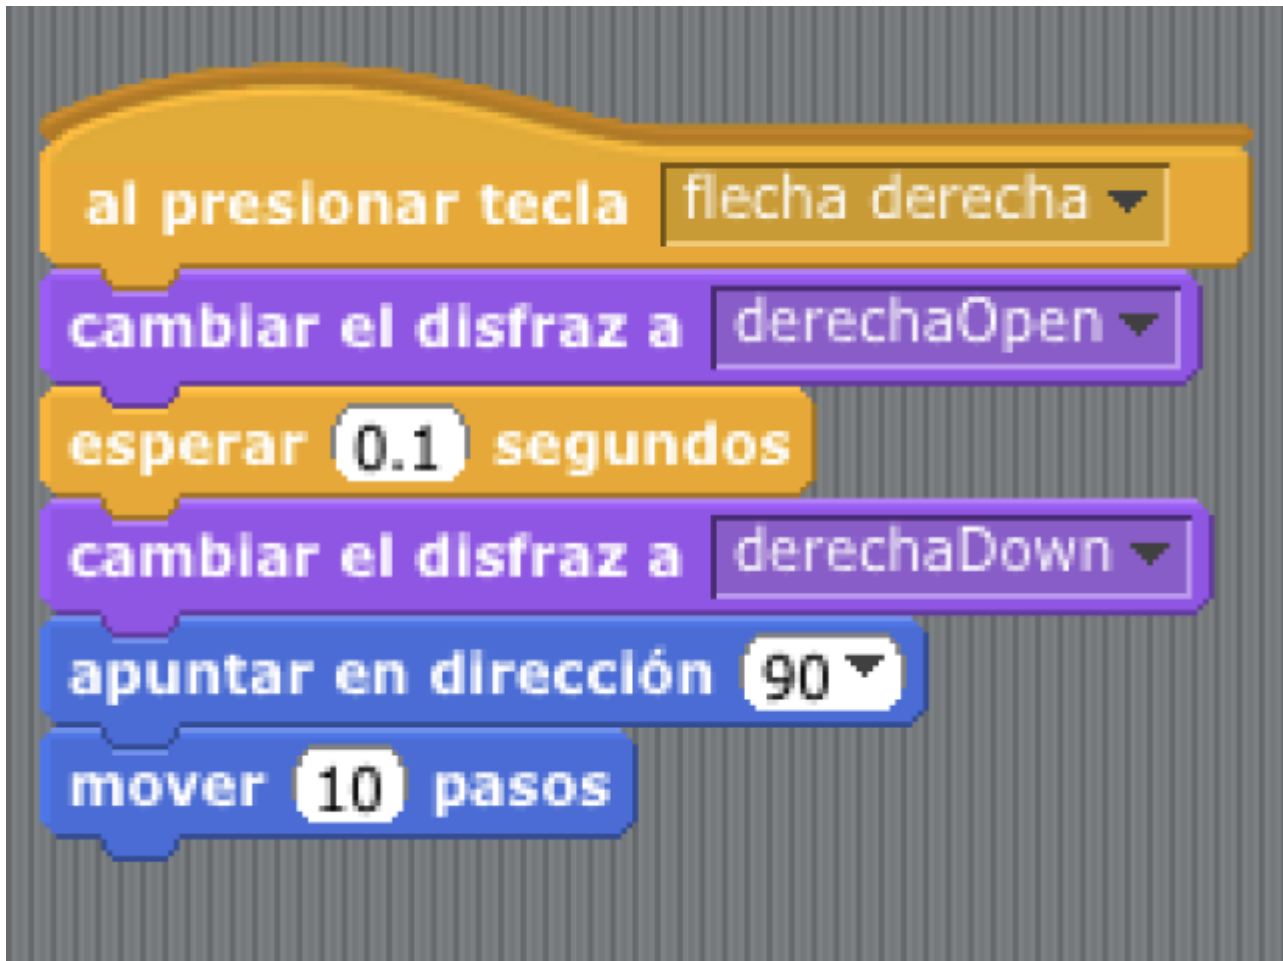 al presionar tecla flecha derecha
cambiar el disfraz a derechaOpen
esperar 0.1 segundos
cambiar el disfraz a derechaDown
apuntar en dirección 90
mover 10 pasos